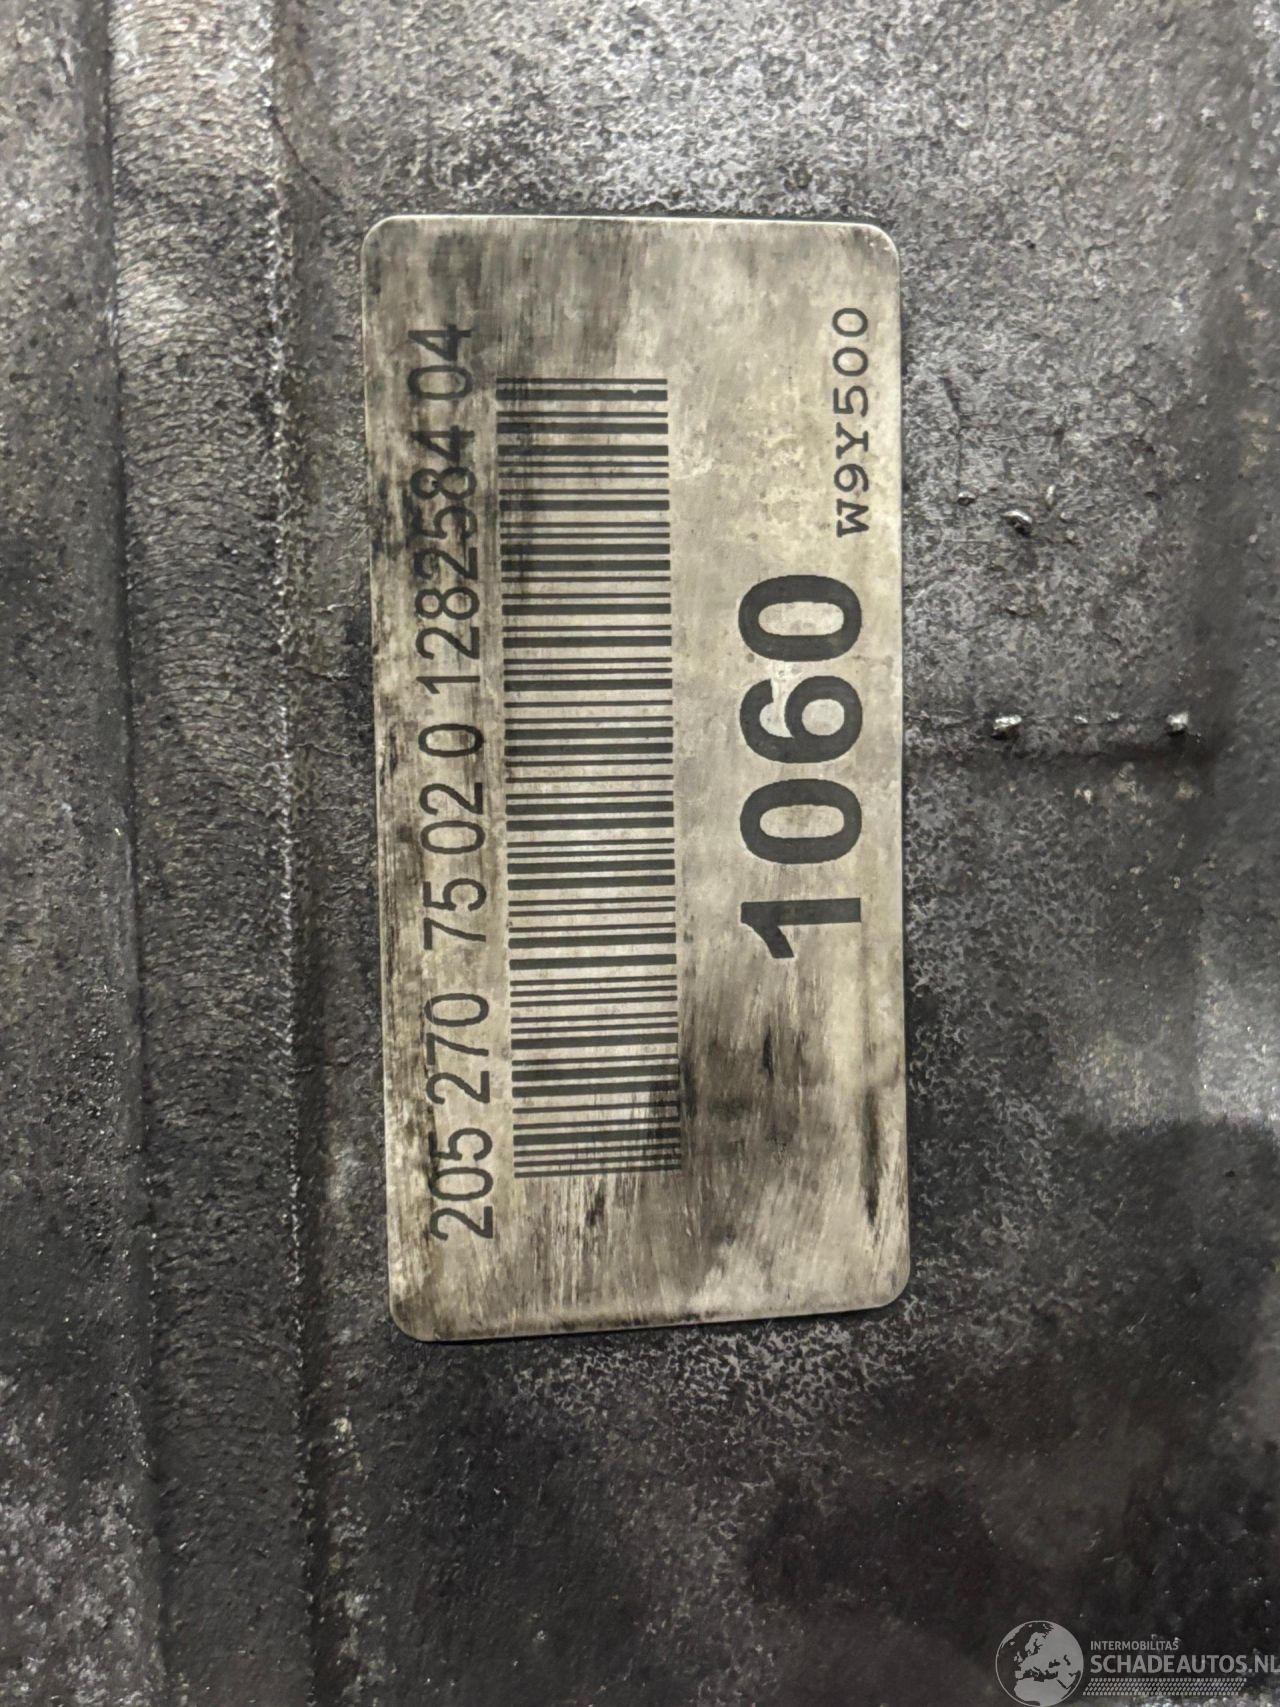 205 270 75 02 0 1282584 04
1060
W9Y500
INTERMOBILITAS
SCHADEAUTOS.NL